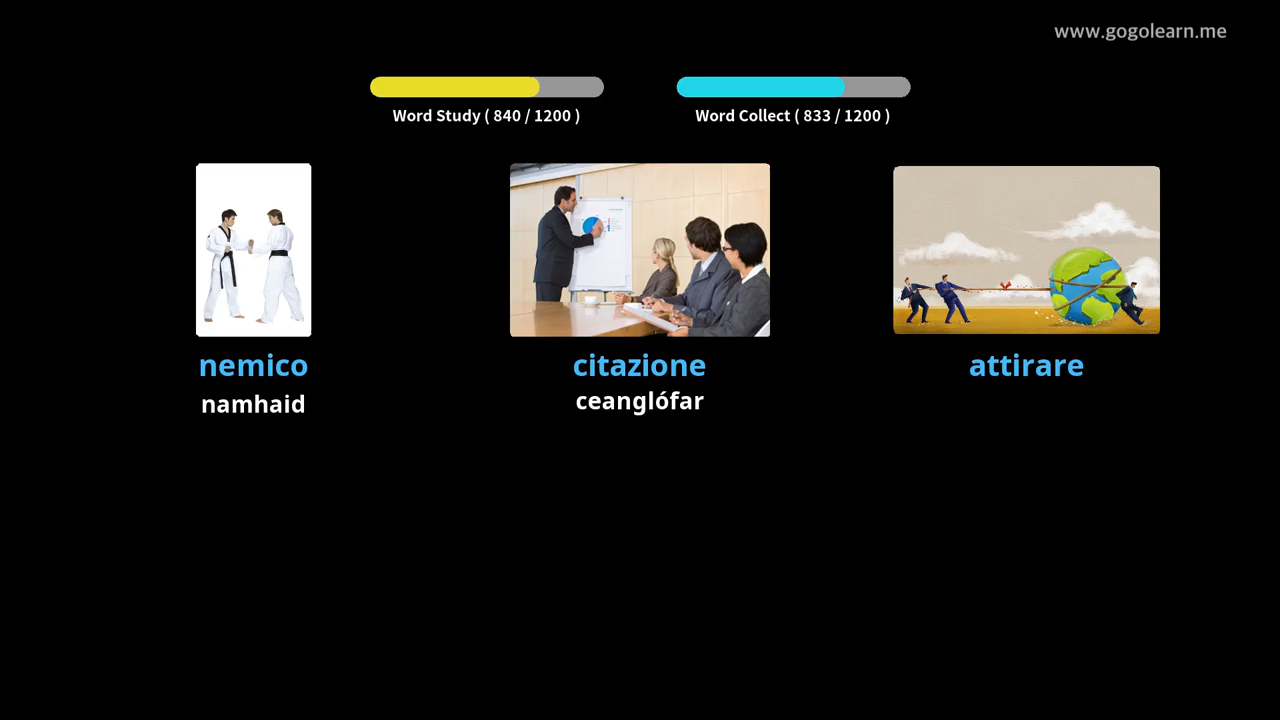 www.gogolearn.me
Word Study ( 840 / 1200 )
Word Collect ( 833 / 1200 )
nemico
namhaid
citazione
ceanglófar
attirare